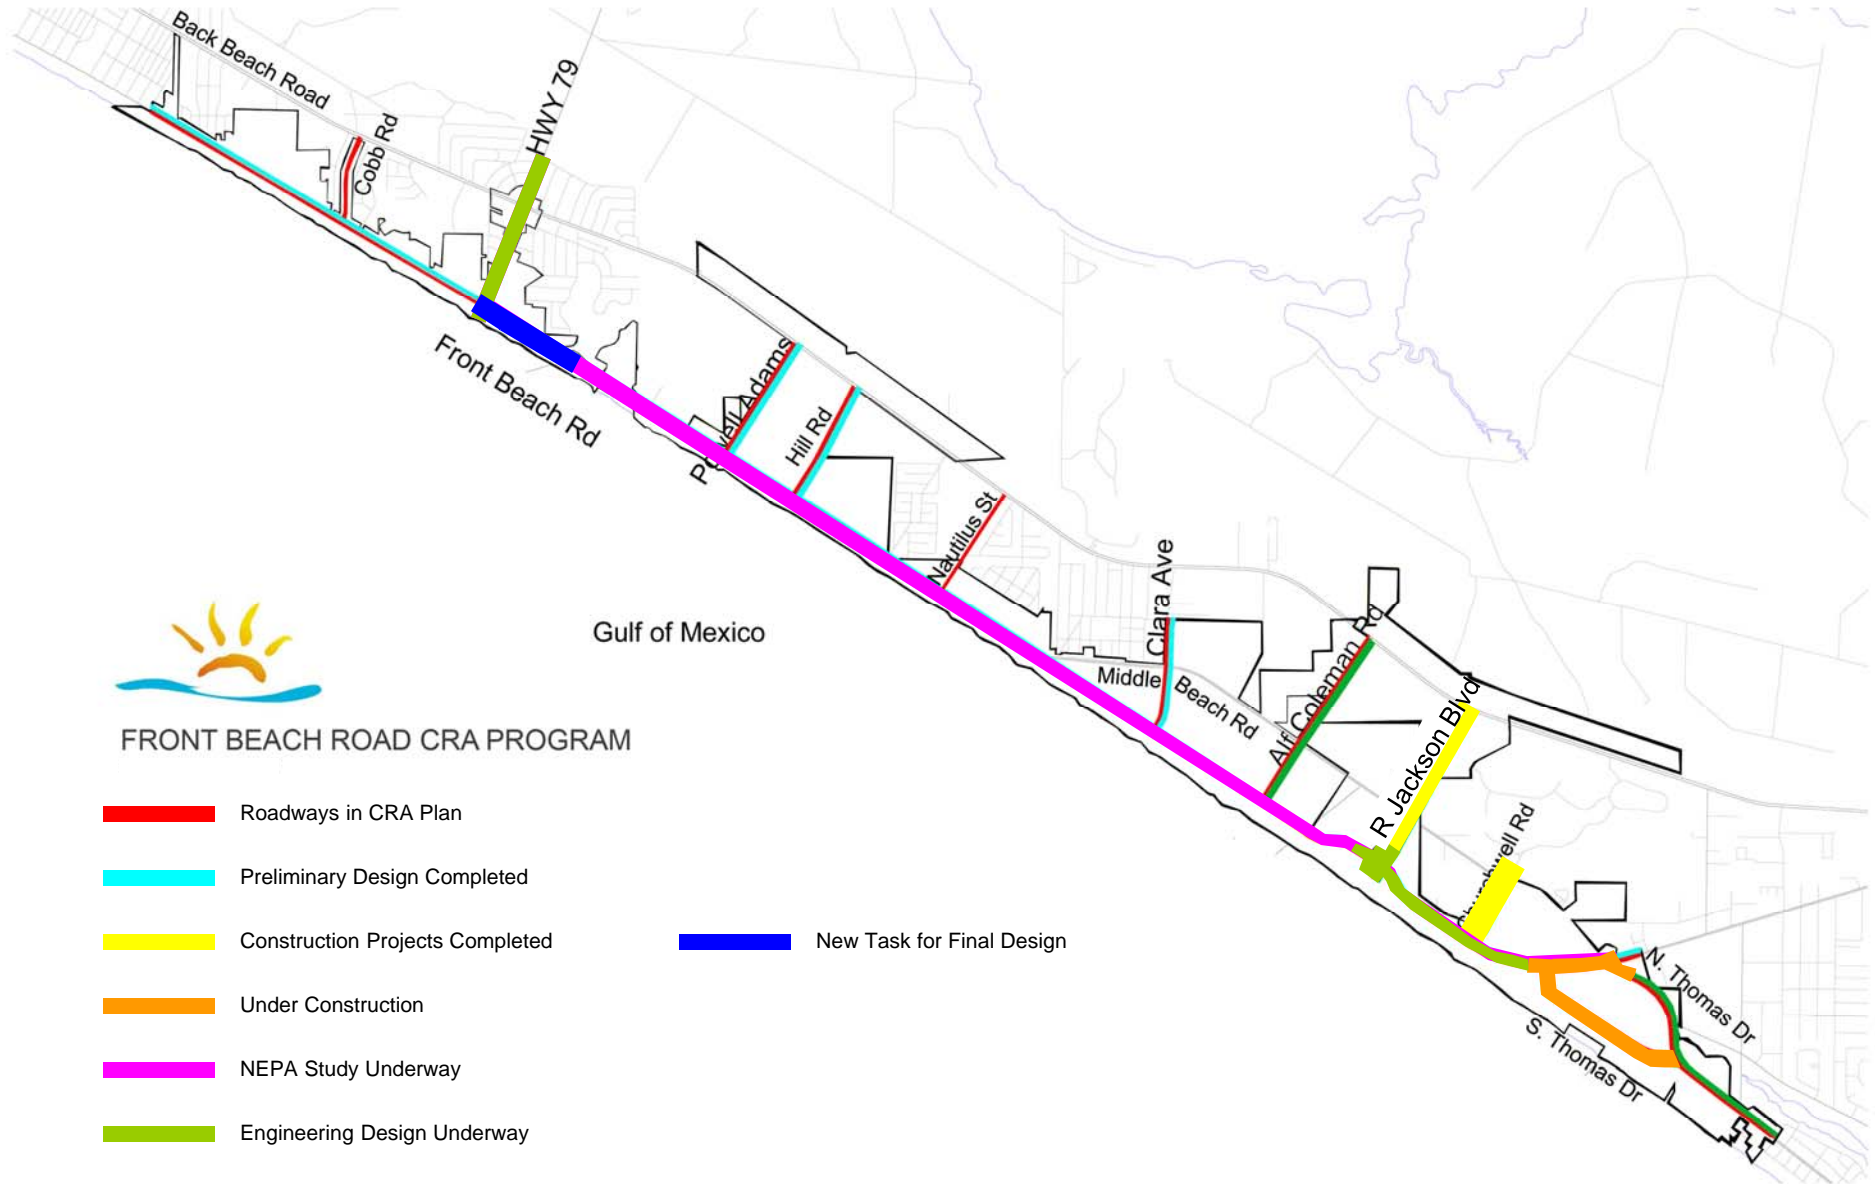 Back Beach Road
HWY 79
Cobb Rd
Front Beach Rd
Powell Adams
Hill Rd
Nautilus St
Clara Ave
Middle Beach Rd
Alf Coleman Rd
R Jackson Blvd
N. Thomas Dr
S. Thomas Dr
Gulf of Mexico
FRONT BEACH ROAD CRA PROGRAM
Roadways in CRA Plan
Preliminary Design Completed
Construction Projects Completed
New Task for Final Design
Under Construction
NEPA Study Underway
Engineering Design Underway